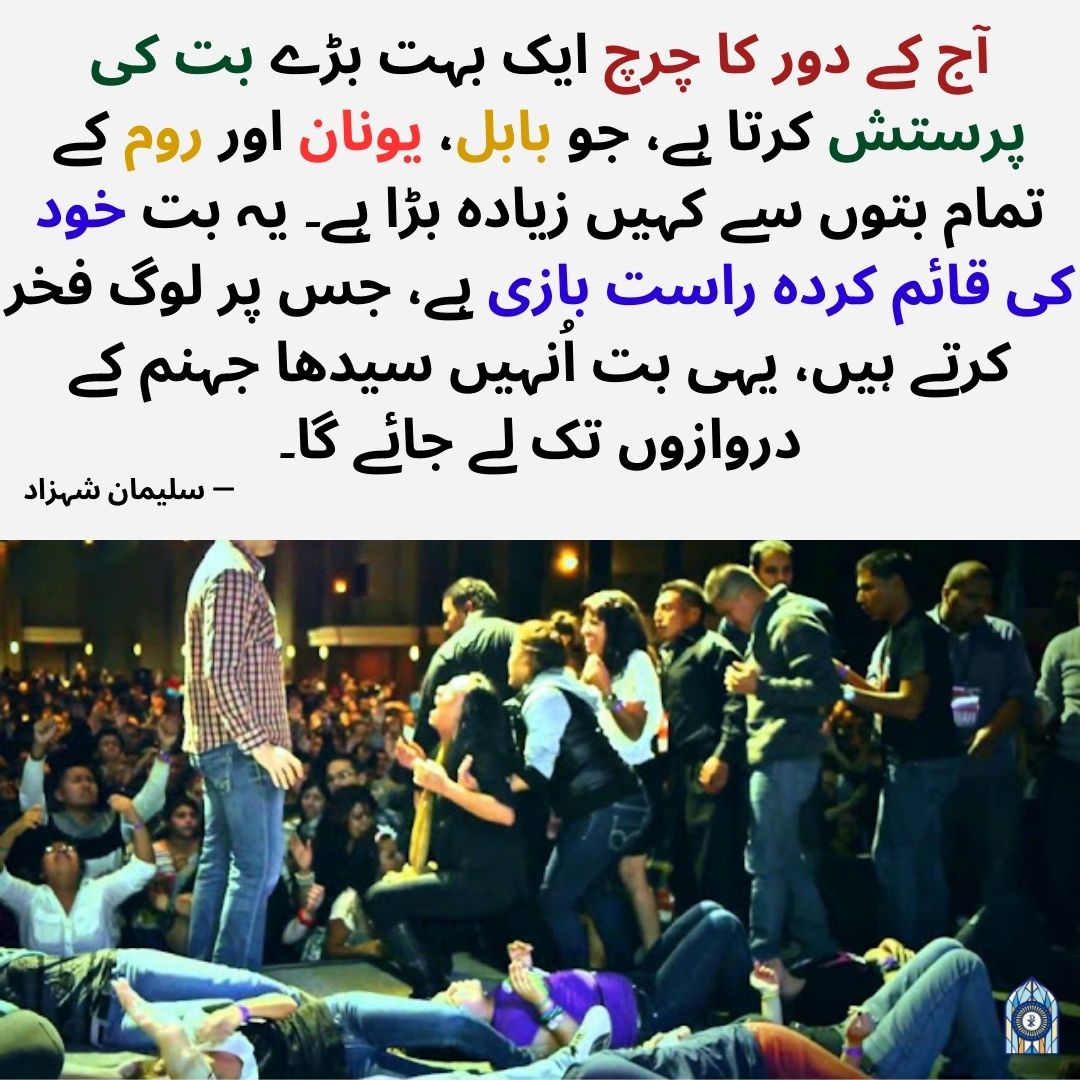 آج کے دور کا چرچ ایک بہت بڑے بت کی
پرستش کرتا ہے، جو بابل، یونان اور روم کے
تمام بتوں سے کہیں زیادہ بڑا ہے۔ یہ بت خود
کی قائم کردہ راست بازی ہے، جس پر لوگ فخر
کرتے ہیں، یہی بت اُنہیں سیدھا جہنم کے
دروازوں تک لے جائے گا۔
— سلیمان شہزاد